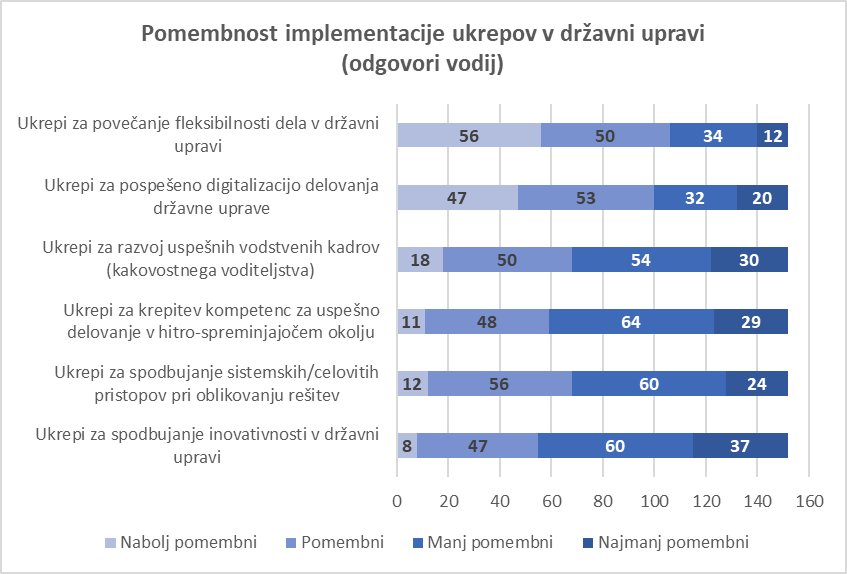 Pomembnost implementacije ukrepov v državni upravi
(odgovori vodij)
Ukrepi za povečanje fleksibilnosti dela v državni
upravi
56 50 34 12
Ukrepi za pospešeno digitalizacijo delovanja
državne uprave
47 53 32 20
Ukrepi za razvoj uspešnih vodstvenih kadrov
(kakovostnega voditeljstva)
18 50 54 30
Ukrepi za krepitev kompetenc za uspešno
delovanje v hitro-spreminjajočem okolju
11 48 64 29
Ukrepi za spodbujanje sistemskih/celovitih
pristopov pri oblikovanju rešitev
12 56 60 24
Ukrepi za spodbujanje inovativnosti v državni
upravi
8 47 60 37
0 20 40 60 80 100 120 140 160
Nabolj pomembni Pomembni Manj pomembni Najmanj pomembni